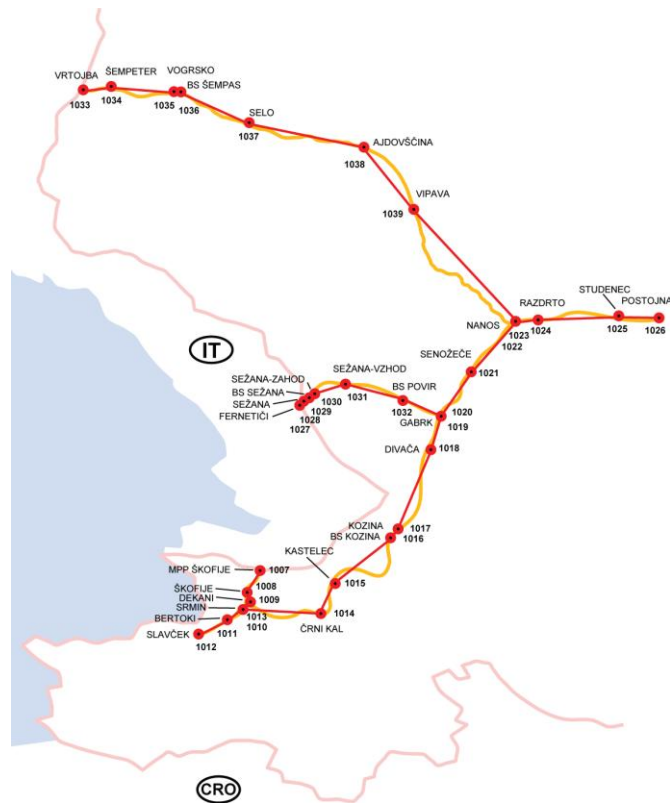 VRTOJBA
1033
ŠEMPETER
1034
VOGRSKO
1035
BS ŠEMPAS
1036
SELO
1037
AJDOVŠČINA
1038
VIPAVA
1039
NANOS
1023
1022
RAZDRTO
1024
STUDENEC
1025
POSTOJNA
1026
SENOŽEČE
1021
IT
SEŽANA-VZHOD
1031
SEŽANA-ZAHOD
1030
BS SEŽANA
1029
SEŽANA
1028
FERNETIČI
1027
BS POVIR
1032
1020
GABRK
1019
DIVAČA
1018
KOZINA
1017
BS KOZINA
1016
KASTELEC
1015
MPP ŠKOFIJE
1007
ŠKOFIJE
1008
DEKANI
1009
SRMIN
1013
1010
BERTOKI
1011
SLAVČEK
1012
1014
ČRNI KAL
CRO